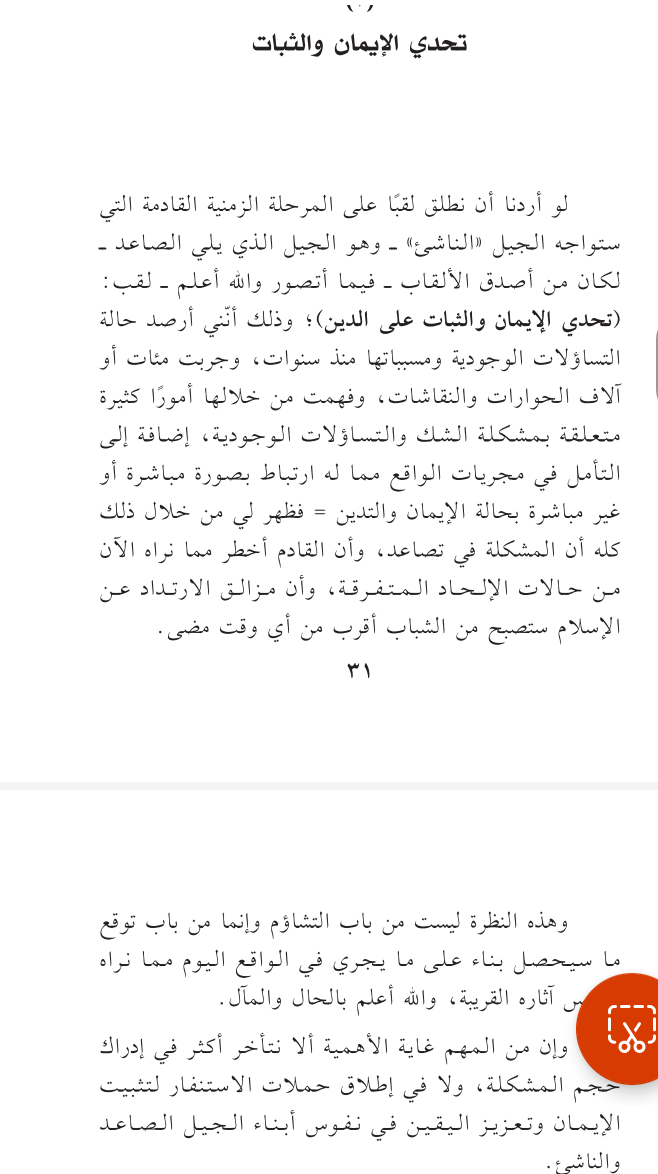 تحدي الإيمان والثبات
لو أردنا أن نطلق لقبًا على المرحلة الزمنية القادمة التي
ستواجه الجيل «الناشئ» ـ وهو الجيل الذي يلي الصاعد ـ
لكان من أصدق الألقاب ـ فيما أتصور والله أعلم ـ لقب:
(تحدي الإيمان والثبات على الدين)؛ وذلك أنّني أرصد حالة
التساؤلات الوجودية ومسبباتها منذ سنوات، وجربت مئات أو
آلاف الحوارات والنقاشات، وفهمت من خلالها أمورًا كثيرة
متعلقة بمشكلة الشك والتساؤلات الوجودية، إضافة إلى
التأمل في مجريات الواقع مما له ارتباط بصورة مباشرة أو
غير مباشرة بحالة الإيمان والتدين = فظهر لي من خلال ذلك
كله أن المشكلة في تصاعد، وأن القادم أخطر مما نراه الآن
من حالات الإلحاد المتفرقة، وأن مزالق الارتداد عن
الإسلام ستصبح من الشباب أقرب من أي وقت مضى.
٣١
وهذه النظرة ليست من باب التشاؤم وإنما من باب توقع
ما سيحصل بناء على ما يجري في الواقع اليوم مما نراه
آثاره القريبة، والله أعلم بالحال والمآل.
وإن من المهم غاية الأهمية ألا نتأخر أكثر في إدراك
حجم المشكلة، ولا في إطلاق حملات الاستنفار لتثبيت
الإيمان وتعزيز اليقين في نفوس أبناء الجيل الصاعد
والناشئ.